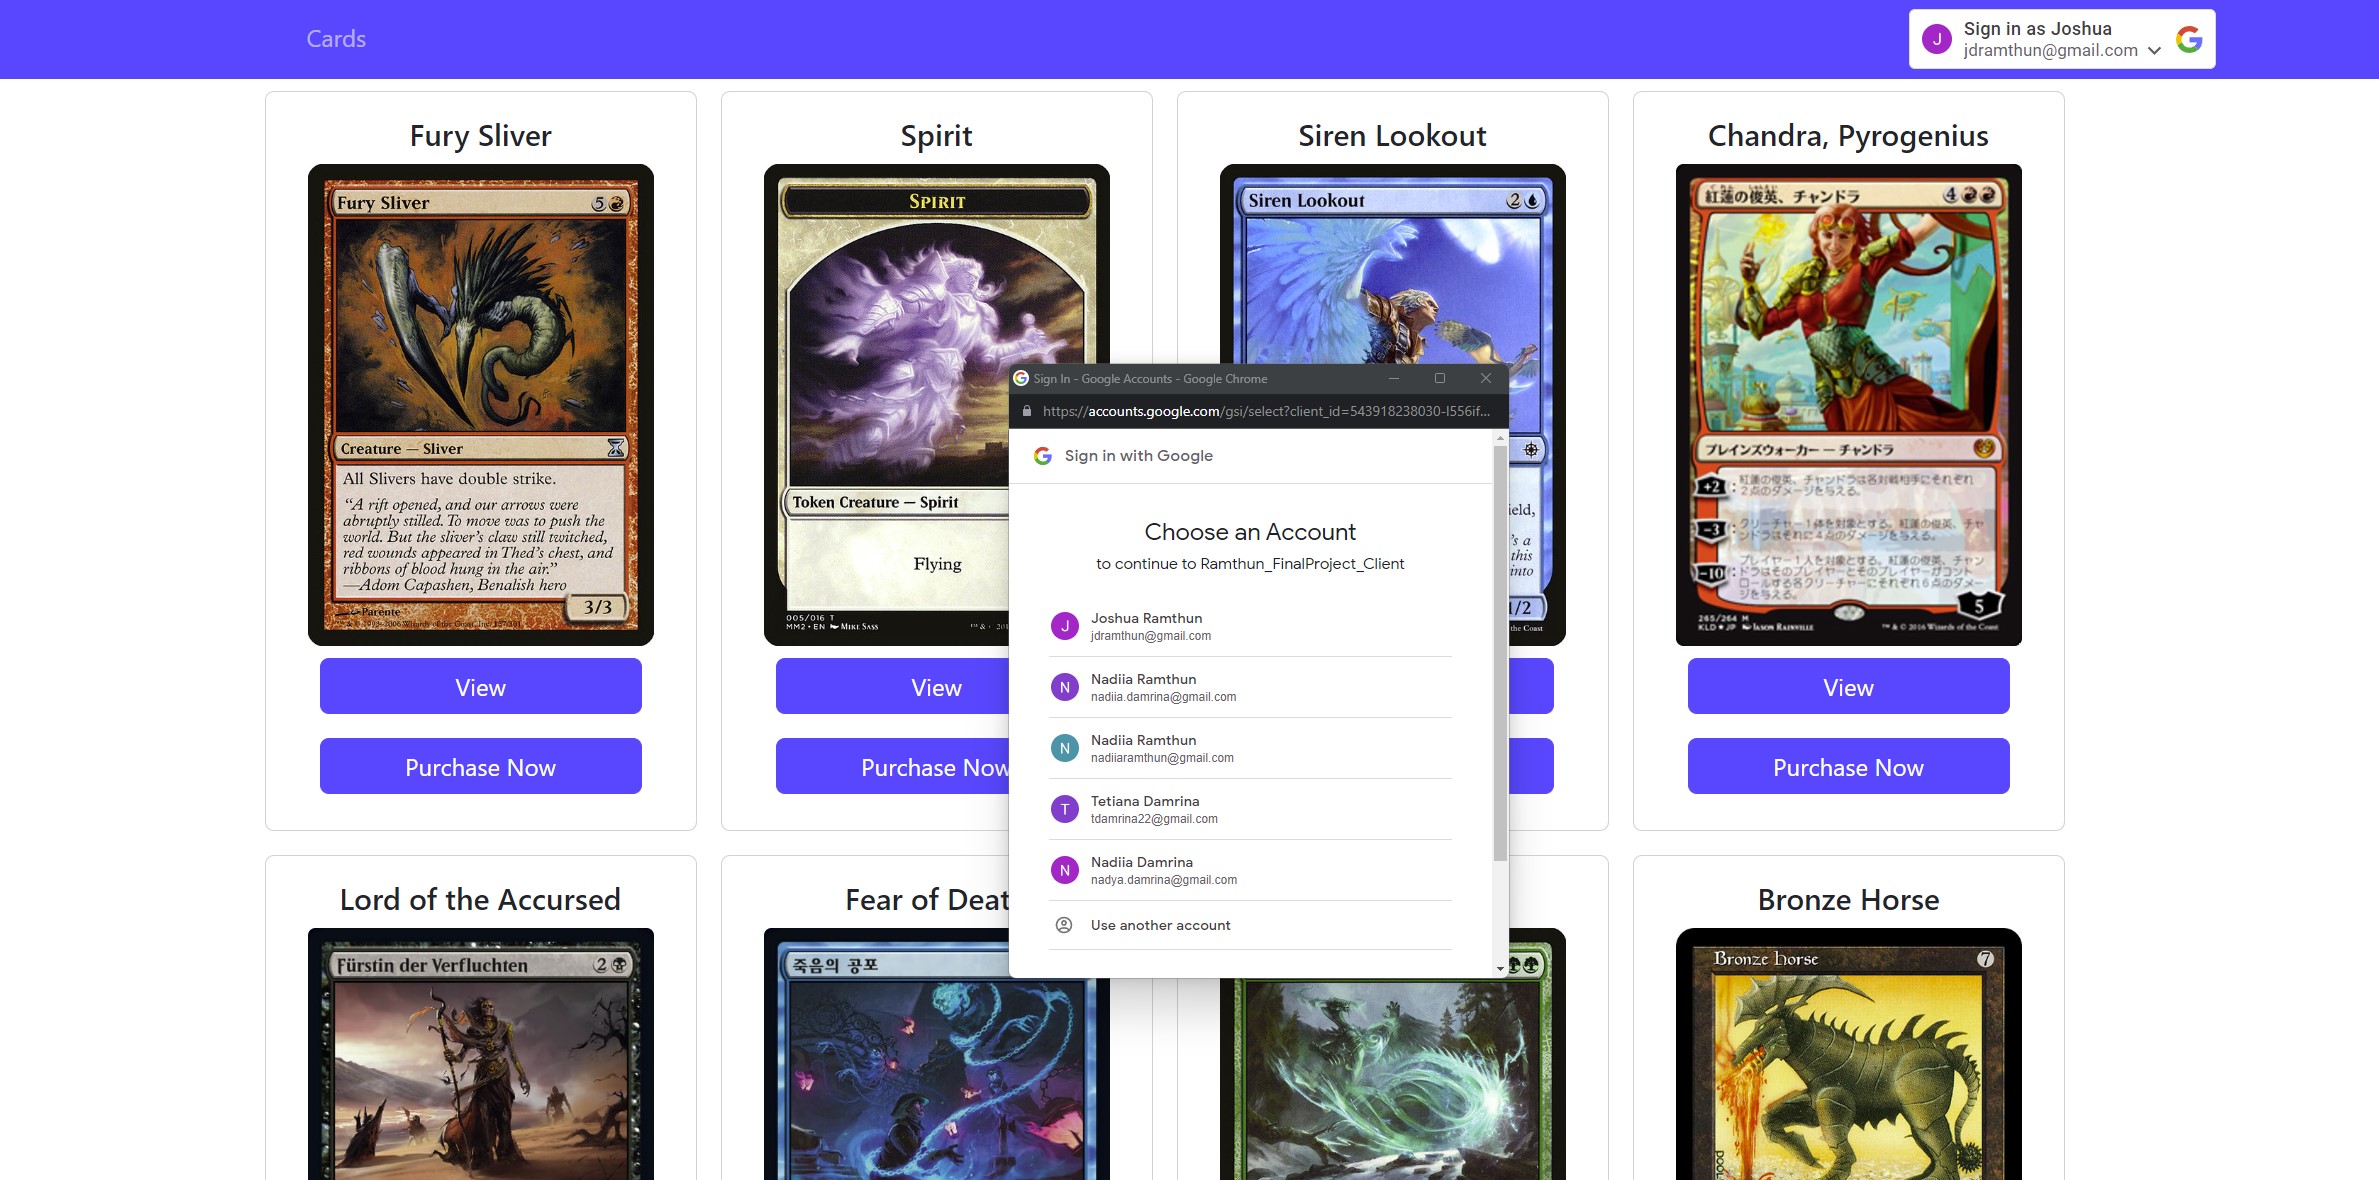 Cards
Sign in as Joshua
jdramthun@gmail.com
Fury Sliver
Fury Sliver 5
Creature — Sliver
All Slivers have double strike.
“A rift opened, and our arrows were
abruptly stilled. To move was to push the
world. But the sliver’s claw still twitched,
red wounds appeared in Thed’s chest, and
ribbons of blood hung in the air.”
—Adom Capashen, Benalish hero
3/3
Parente
View
Purchase Now
Spirit
SPIRIT
Token Creature — Spirit
Flying
005/016 T
MM2 • EN MIKE SASS
View
Purchase Now
Siren Lookout
Siren Lookout 2
ield,
’s a
this
into
1/2
the Coast
Chandra, Pyrogenius
紅蓮の俊英、チャンドラ 4
プレインズウォーカー — チャンドラ
+2 : 紅蓮の俊英、チャンドラは各対戦相手にそれぞれ
2点のダメージを与える。
-3 : クリーチャー1体を対象とする。紅蓮の俊英、チャ
ンドラはそれに4点のダメージを与える。
-10 : プレイヤー1人を対象とする。紅蓮の俊英、チャン
ドラはそのプレイヤーとそのプレイヤーがコント
ロールする各クリーチャーにそれぞれ6点のダメー
ジを与える。
5
265/264 M
KLD • JP JASON RAINVILLE
™ & © 2016 Wizards of the Coast
View
Purchase Now
Sign In - Google Accounts - Google Chrome
https://accounts.google.com/gsi/select?client_id=543918238030-l556if...
Sign in with Google
Choose an Account
to continue to Ramthun_FinalProject_Client
J
Joshua Ramthun
jdramthun@gmail.com
N
Nadiia Ramthun
nadiia.damrina@gmail.com
N
Nadiia Ramthun
nadiiaramthun@gmail.com
T
Tetiana Damrina
tdamrina22@gmail.com
N
Nadiia Damrina
nadya.damrina@gmail.com
Use another account
Lord of the Accursed
Fürstin der Verfluchten 2
Fear of Deat
죽음의 공포
Bronze Horse
Bronze horse 7